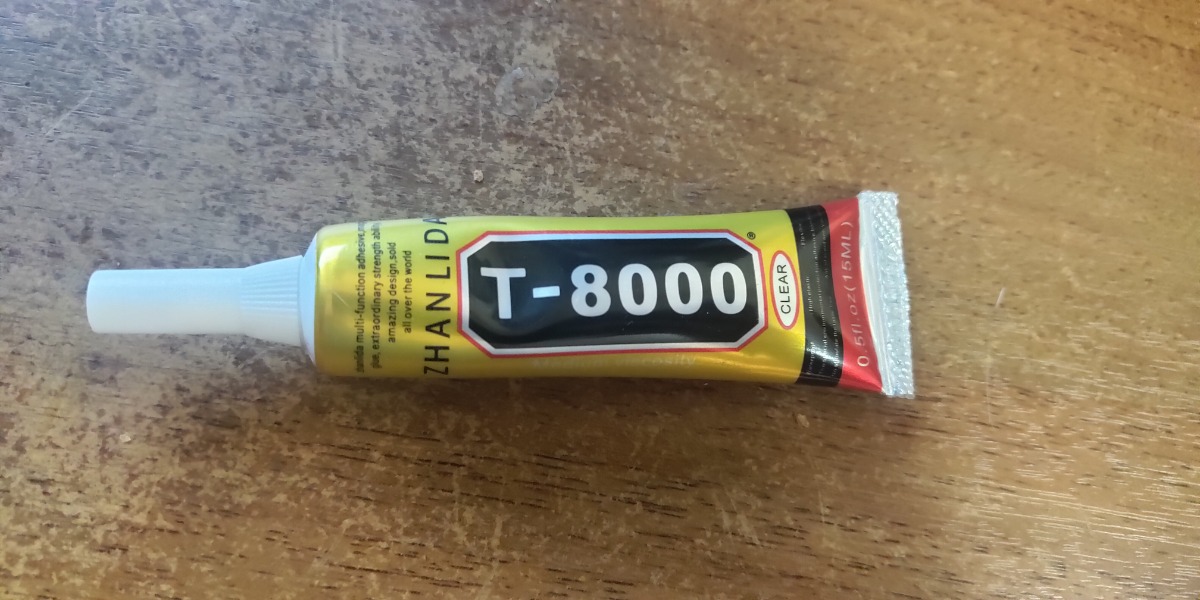 zhanlida multi-function adhesive
glue, extraordinary strength
amazing design,sold
all over the world
ZHANLIDA
T-8000
®
CLEAR
0.5fl.oz(15ML)